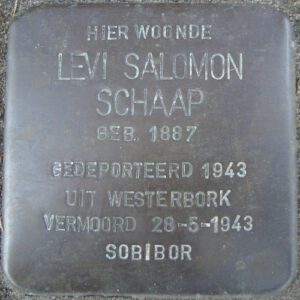 HIER WOONDE
LEVI SALOMON
SCHAAP
GEB. 1887
GEDEPORTEERD 1943
UIT WESTERBORK
VERMOORD 28-5-1943
SOBIBOR